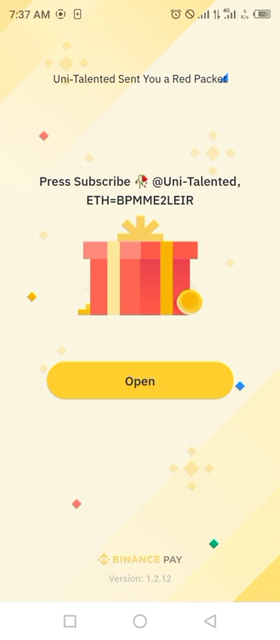 7:37 AM
Uni-Talented Sent You a Red Packet
Press Subscribe 🥀 @Uni-Talented,
ETH=BPMME2LEIR
Open
BINANCE PAY
Version: 1.2.12